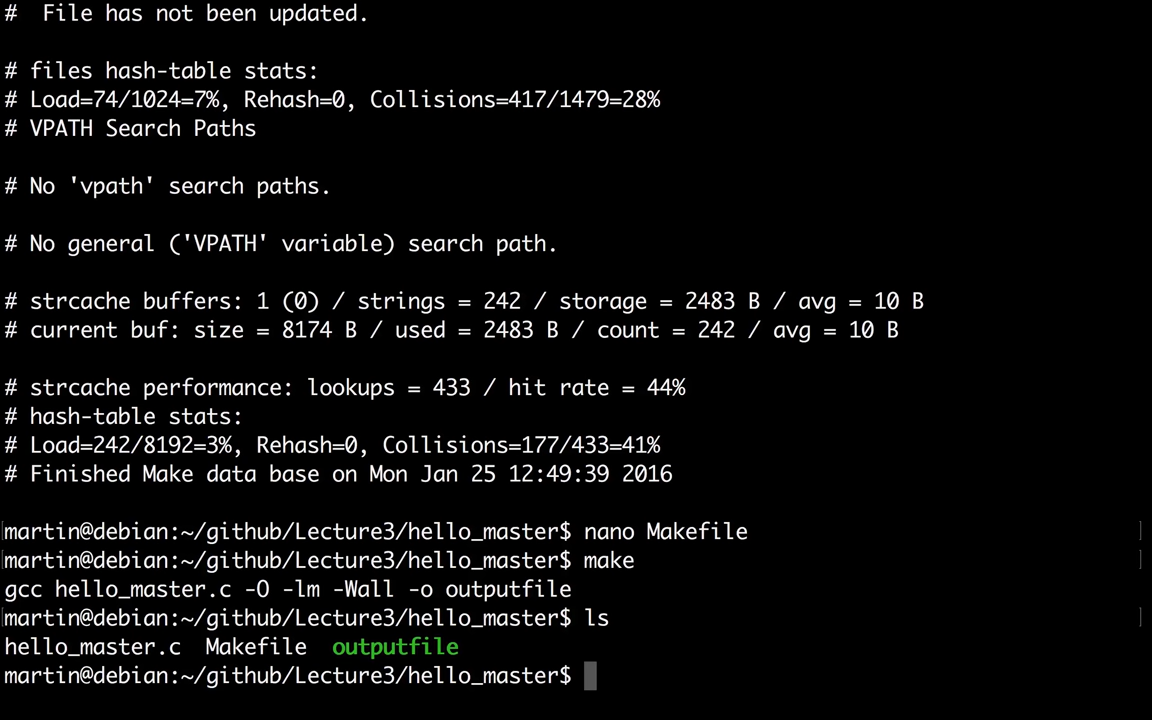 #  File has not been updated.
# files hash-table stats:
# Load=74/1024=7%, Rehash=0, Collisions=417/1479=28%
# VPATH Search Paths
# No 'vpath' search paths.
# No general ('VPATH' variable) search path.
# strcache buffers: 1 (0) / strings = 242 / storage = 2483 B / avg = 10 B
# current buf: size = 8174 B / used = 2483 B / count = 242 / avg = 10 B
# strcache performance: lookups = 433 / hit rate = 44%
# hash-table stats:
# Load=242/8192=3%, Rehash=0, Collisions=177/433=41%
# Finished Make data base on Mon Jan 25 12:49:39 2016
martin@debian:~/github/Lecture3/hello_master$ nano Makefile
martin@debian:~/github/Lecture3/hello_master$ make
gcc hello_master.c -O -lm -Wall -o outputfile
martin@debian:~/github/Lecture3/hello_master$ ls
hello_master.c  Makefile  outputfile
martin@debian:~/github/Lecture3/hello_master$